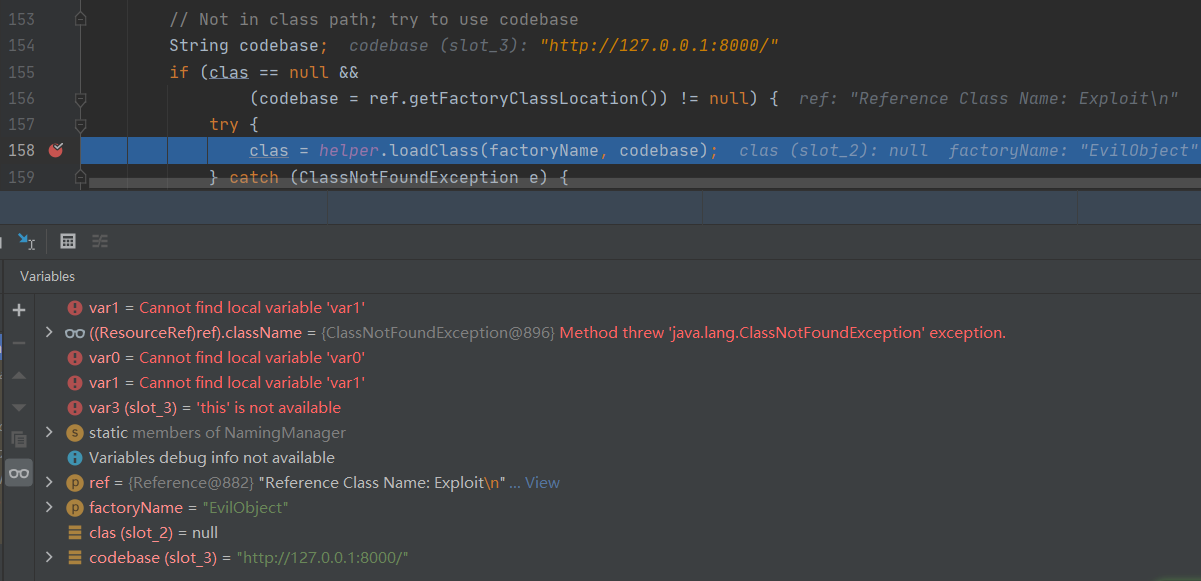 153 // Not in class path; try to use codebase
154 String codebase; codebase (slot_3): "http://127.0.0.1:8000/"
155 if (clas == null &&
156 (codebase = ref.getFactoryClassLocation()) != null) { ref: "Reference Class Name: Exploit\n"
157 try {
158 clas = helper.loadClass(factoryName, codebase); clas (slot_2): null factoryName: "EvilObject"
159 } catch (ClassNotFoundException e) {
Variables
var1 = Cannot find local variable 'var1'
((ResourceRef)ref).className = {ClassNotFoundException@896} Method threw 'java.lang.ClassNotFoundException' exception.
var0 = Cannot find local variable 'var0'
var1 = Cannot find local variable 'var1'
var3 (slot_3) = 'this' is not available
s static members of NamingManager
Variables debug info not available
p ref = {Reference@882} "Reference Class Name: Exploit\n" ... View
p factoryName = "EvilObject"
clas (slot_2) = null
codebase (slot_3) = "http://127.0.0.1:8000/"